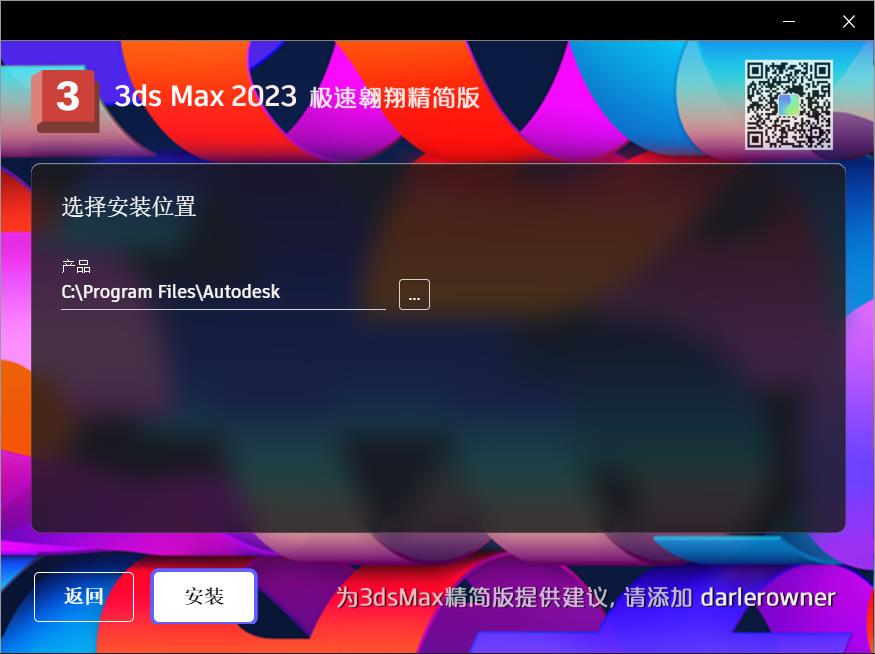 3 3ds Max 2023 极速翱翔精简版
选择安装位置
产品
C:\Program Files\Autodesk
...
返回 安装 为3dsMax精简版提供建议, 请添加 darlerowner